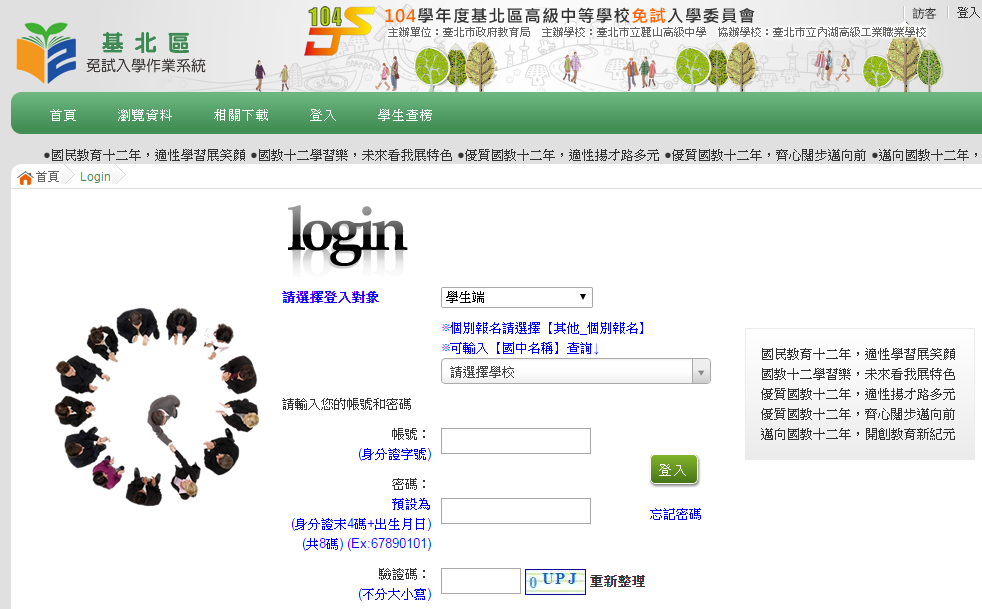 基北區
免試入學作業系統
104S
104學年度基北區高級中等學校免試入學委員會
主辦單位：臺北市政府教育局 主辦學校：臺北市立麗山高級中學 協辦學校：臺北市立內湖高級工業職業學校
訪客 登入
首頁 瀏覽資料 相關下載 登入 學生查榜
●國民教育十二年，適性學習展笑顏 ●國教十二學習樂，未來看我展特色 ●優質國教十二年，適性揚才路多元 ●優質國教十二年，齊心闊步邁向前 ●邁向國教十二年，
首頁 Login
login
請選擇登入對象 學生端
※個別報名請選擇【其他_個別報名】
※可輸入【國中名稱】查詢↓
請選擇學校
請輸入您的帳號和密碼
帳號：
(身分證字號)
密碼：
預設為
(身分證末4碼+出生月日)
(共8碼) (Ex:67890101)
登入
忘記密碼
驗證碼：
(不分大小寫)
0UPJ 重新整理
國民教育十二年，適性學習展笑顏
國教十二學習樂，未來看我展特色
優質國教十二年，適性揚才路多元
優質國教十二年，齊心闊步邁向前
邁向國教十二年，開創教育新紀元